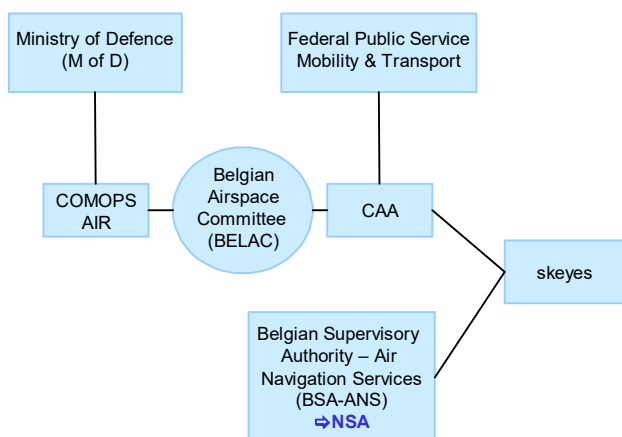 Ministry of Defence
(M of D)
Federal Public Service
Mobility & Transport
Belgian
Airspace
Committee
(BELAC)
COMOPS
AIR
CAA
skeyes
Belgian Supervisory
Authority – Air
Navigation Services
(BSA-ANS)
⇨NSA